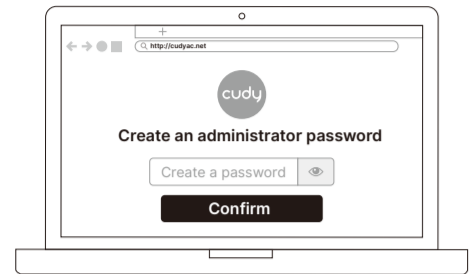 http://cudyac.net
cudy
Create an administrator password
Create a password
Confirm